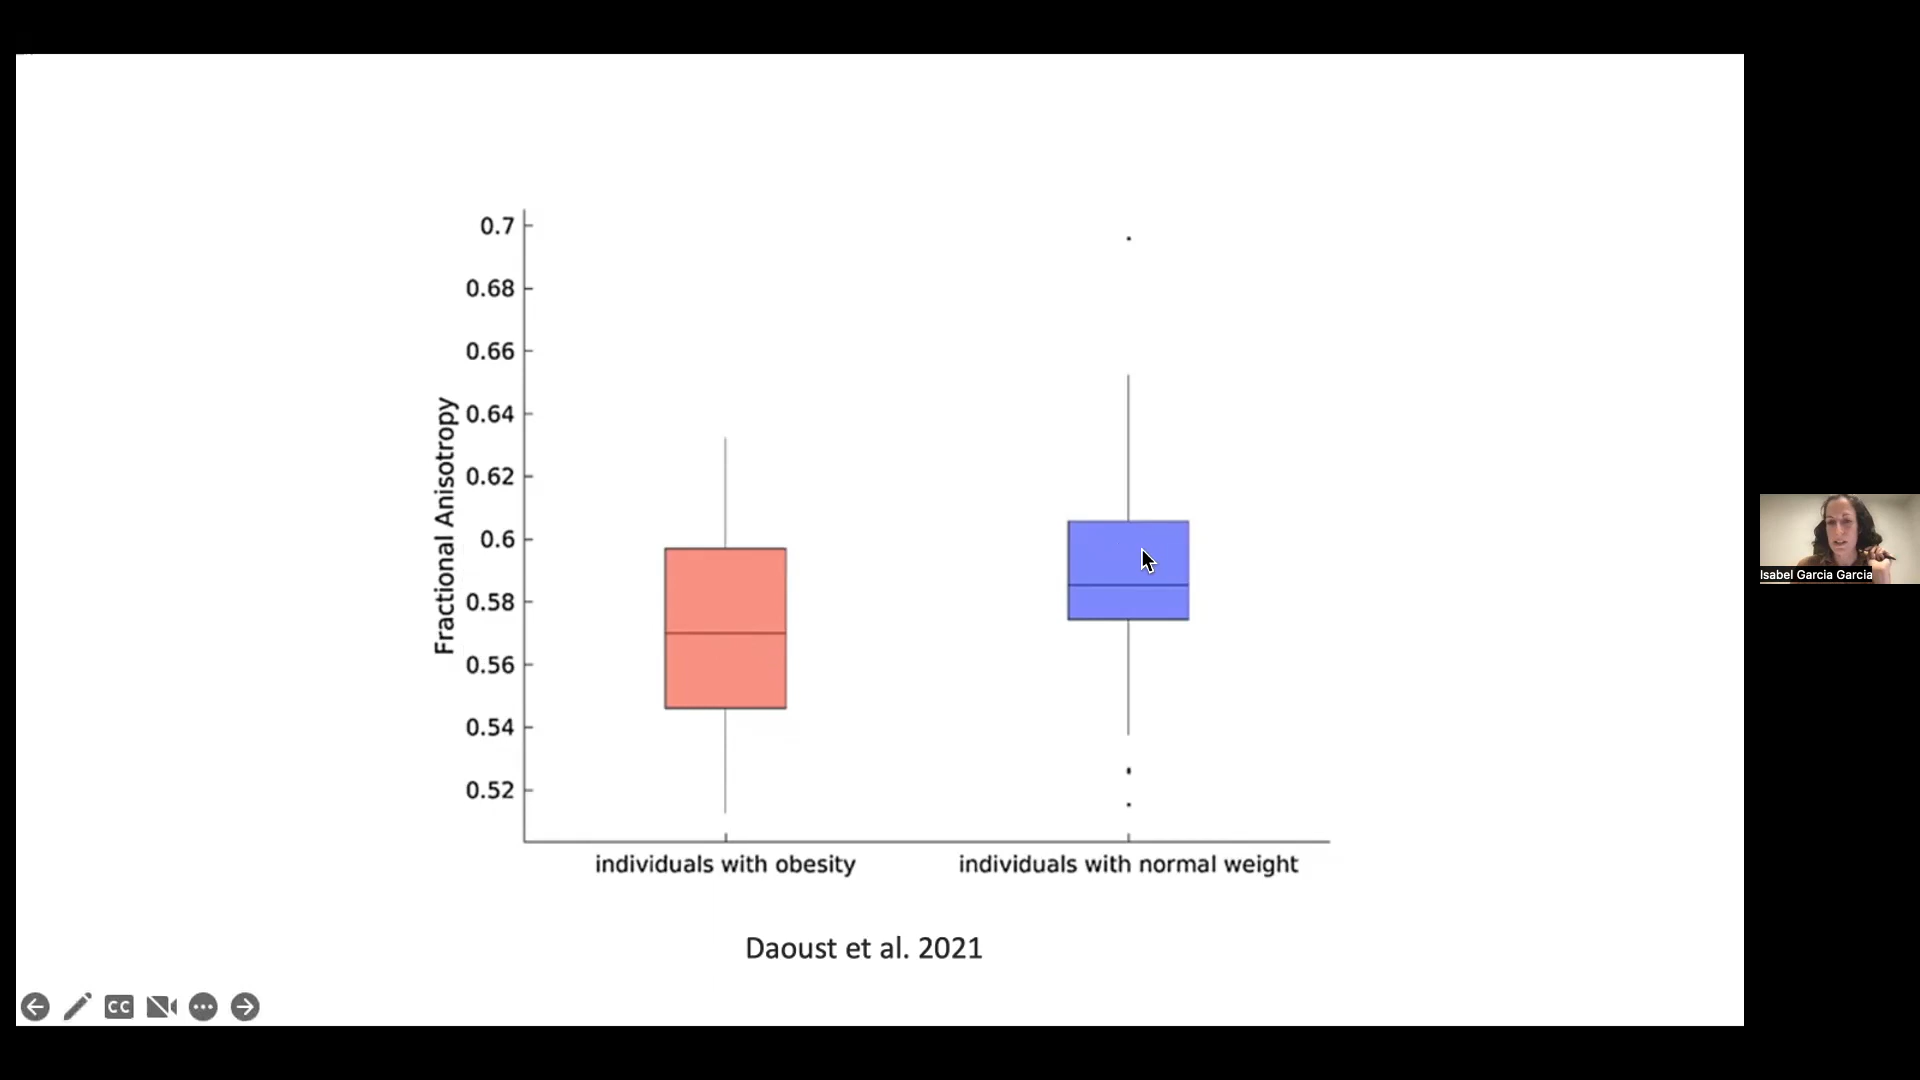 0.7
0.68
0.66
0.64
0.62
0.6
0.58
0.56
0.54
0.52
Fractional Anisotropy
individuals with obesity
individuals with normal weight
Daoust et al. 2021
CC
Isabel Garcia Garcia